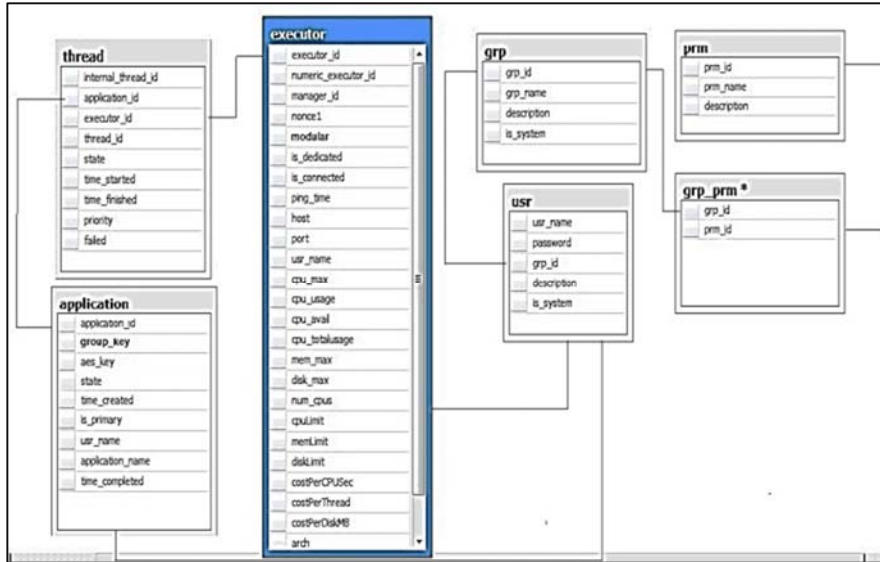 thread
internal_thread_id
application_id
executor_id
thread_id
state
time_started
time_finished
priority
failed
application
application_id
group_key
aes_key
state
time_created
is_primary
usr_name
application_name
time_completed
executor
executor_id
numeric_executor_id
manager_id
nonce1
modular
is_dedicated
is_connected
ping_time
host
port
usr_name
cpu_max
cpu_usage
cpu_avail
cpu_totalusage
mem_max
disk_max
num_cpus
cpuLimit
memLimit
diskLimit
costPerCPUSec
costPerThread
costPerDiskMB
arch
grp
grp_id
grp_name
description
is_system
usr
usr_name
password
grp_id
description
is_system
prm
prm_id
prm_name
description
grp_prm *
grp_id
prm_id